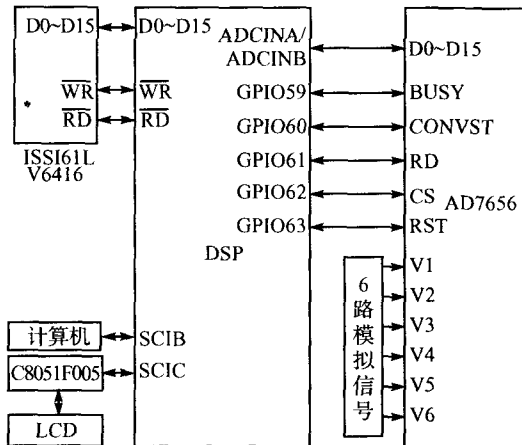 D0~D15
WR
RD
ISSI61L
V6416
D0~D15
WR
RD
ADCINA/
ADCINB
GPIO59
GPIO60
GPIO61
GPIO62
GPIO63
DSP
SCIB
SCIC
计算机
C8051F005
LCD
D0~D15
BUSY
CONVST
RD
CS
AD7656
RST
6路模拟信号
V1
V2
V3
V4
V5
V6